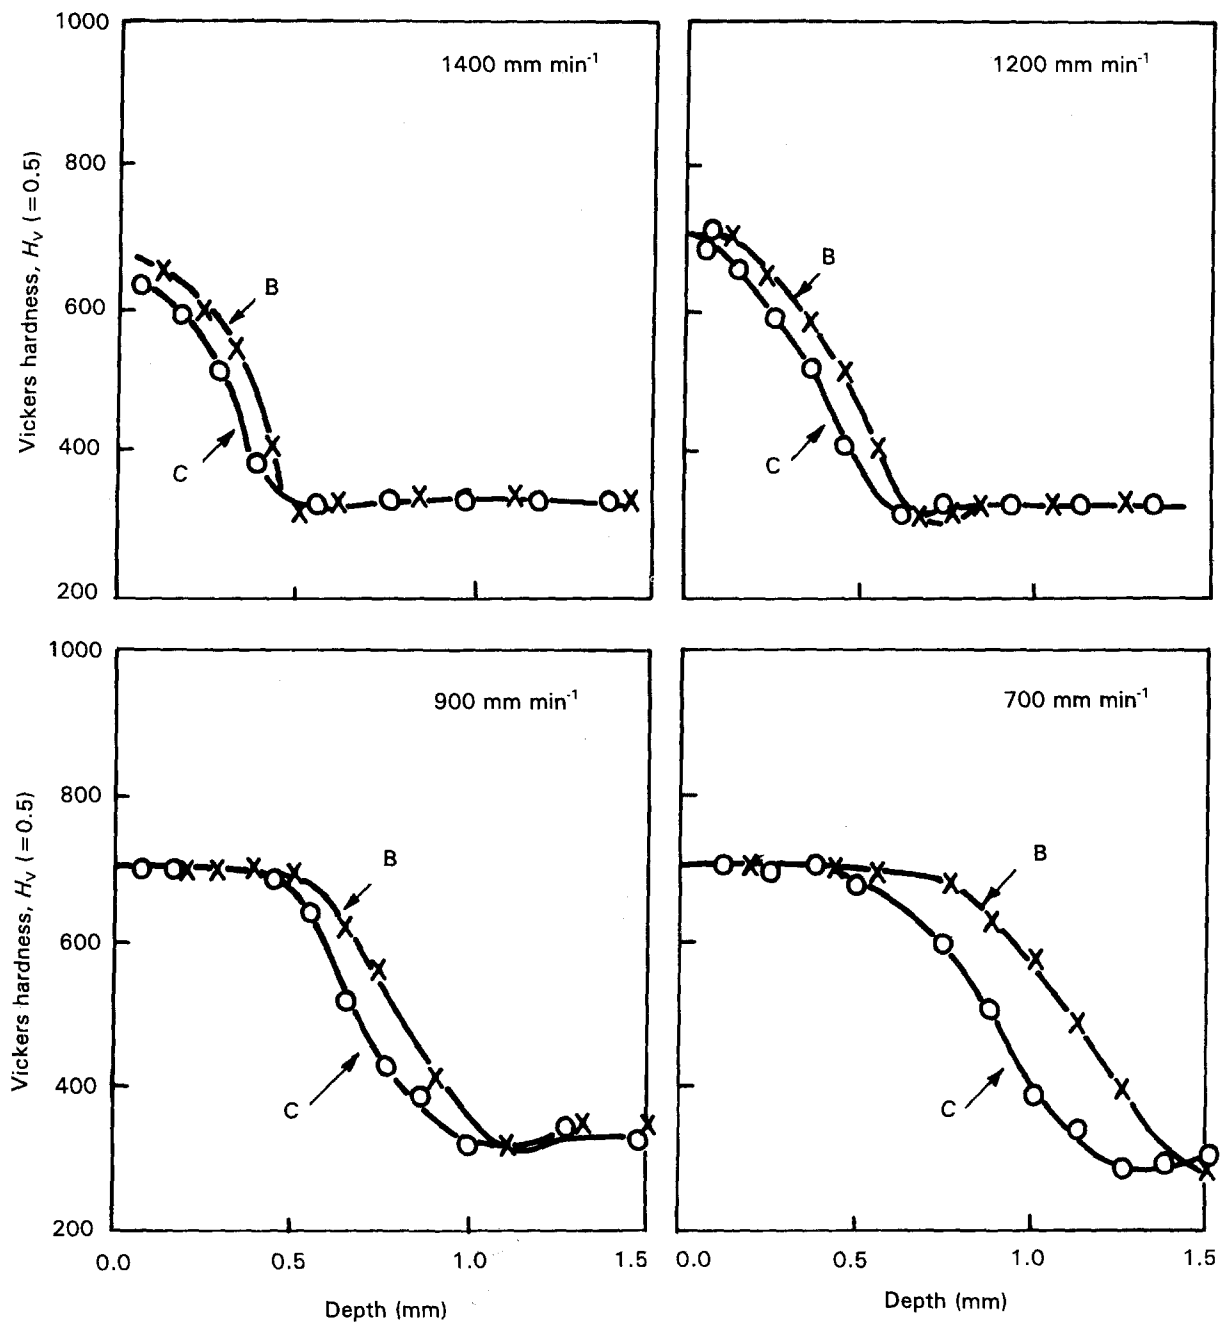 1000
1400 mm min⁻¹
1200 mm min⁻¹
800
B
B
600
400
C
C
200
Vickers hardness, Hᵥ (=0.5)
1000
900 mm min⁻¹
700 mm min⁻¹
800
B
B
600
400
C
C
200
Vickers hardness, Hᵥ (=0.5)
0.0 0.5 1.0 1.5
0.0 0.5 1.0 1.5
Depth (mm)
Depth (mm)